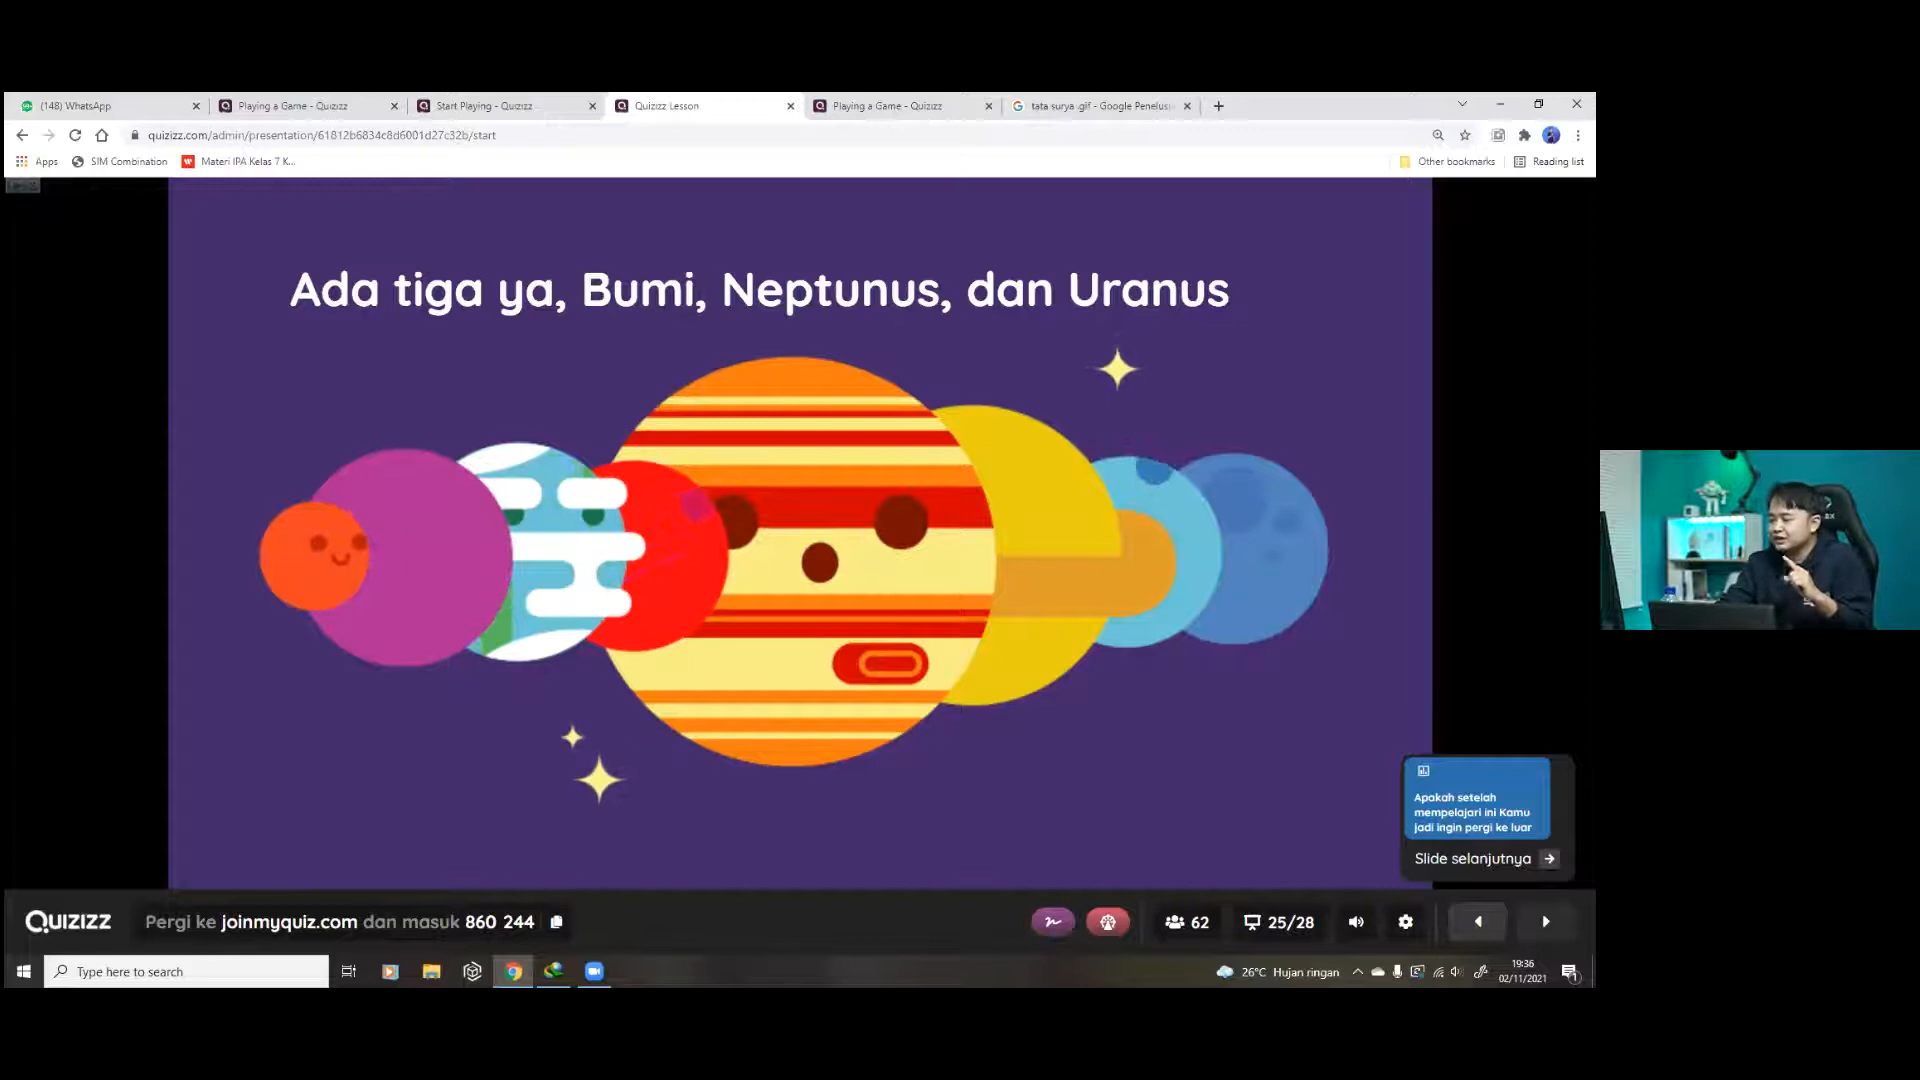 (148) WhatsApp
Playing a Game - Quizizz
Start Playing - Quizizz
Quizizz Lesson
Playing a Game - Quizizz
tata surya .gif - Google Penelusu
quizizz.com/admin/presentation/61812b6834c8d6001d27c32b/start
Apps
SIM Combination
Materi IPA Kelas 7 K...
Other bookmarks
Reading list
Ada tiga ya, Bumi, Neptunus, dan Uranus
Apakah setelah
mempelajari ini Kamu
jadi ingin pergi ke luar
Slide selanjutnya
QUIZIZZ
Pergi ke joinmyquiz.com dan masuk 860 244
62
25/28
Type here to search
26°C Hujan ringan
19:36
02/11/2021
1